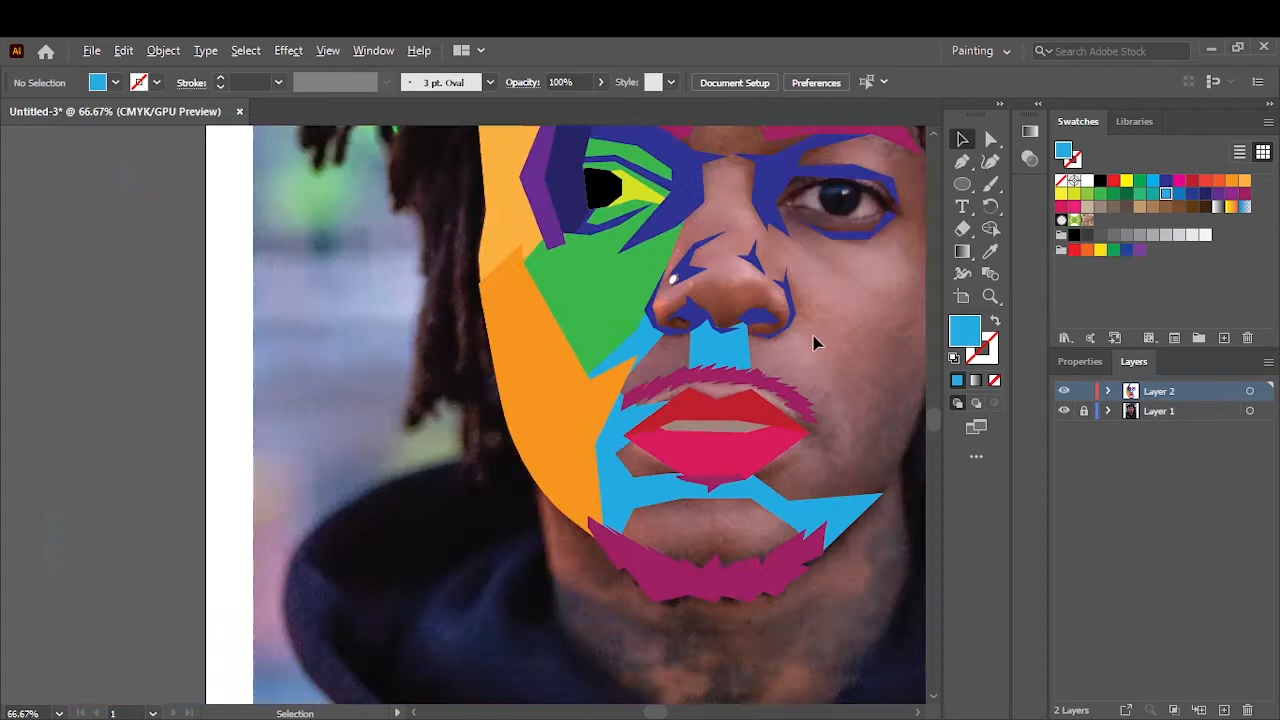 Ai File Edit Object Type Select Effect View Window Help Painting Search Adobe Stock
No Selection Stroke: 3 pt. Oval Opacity: 100% Style: Document Setup Preferences
Untitled-3* @ 66.67% (CMYK/GPU Preview)
Swatches Libraries
Properties Layers
Layer 2
Layer 1
66.67% 1 Selection 2 Layers